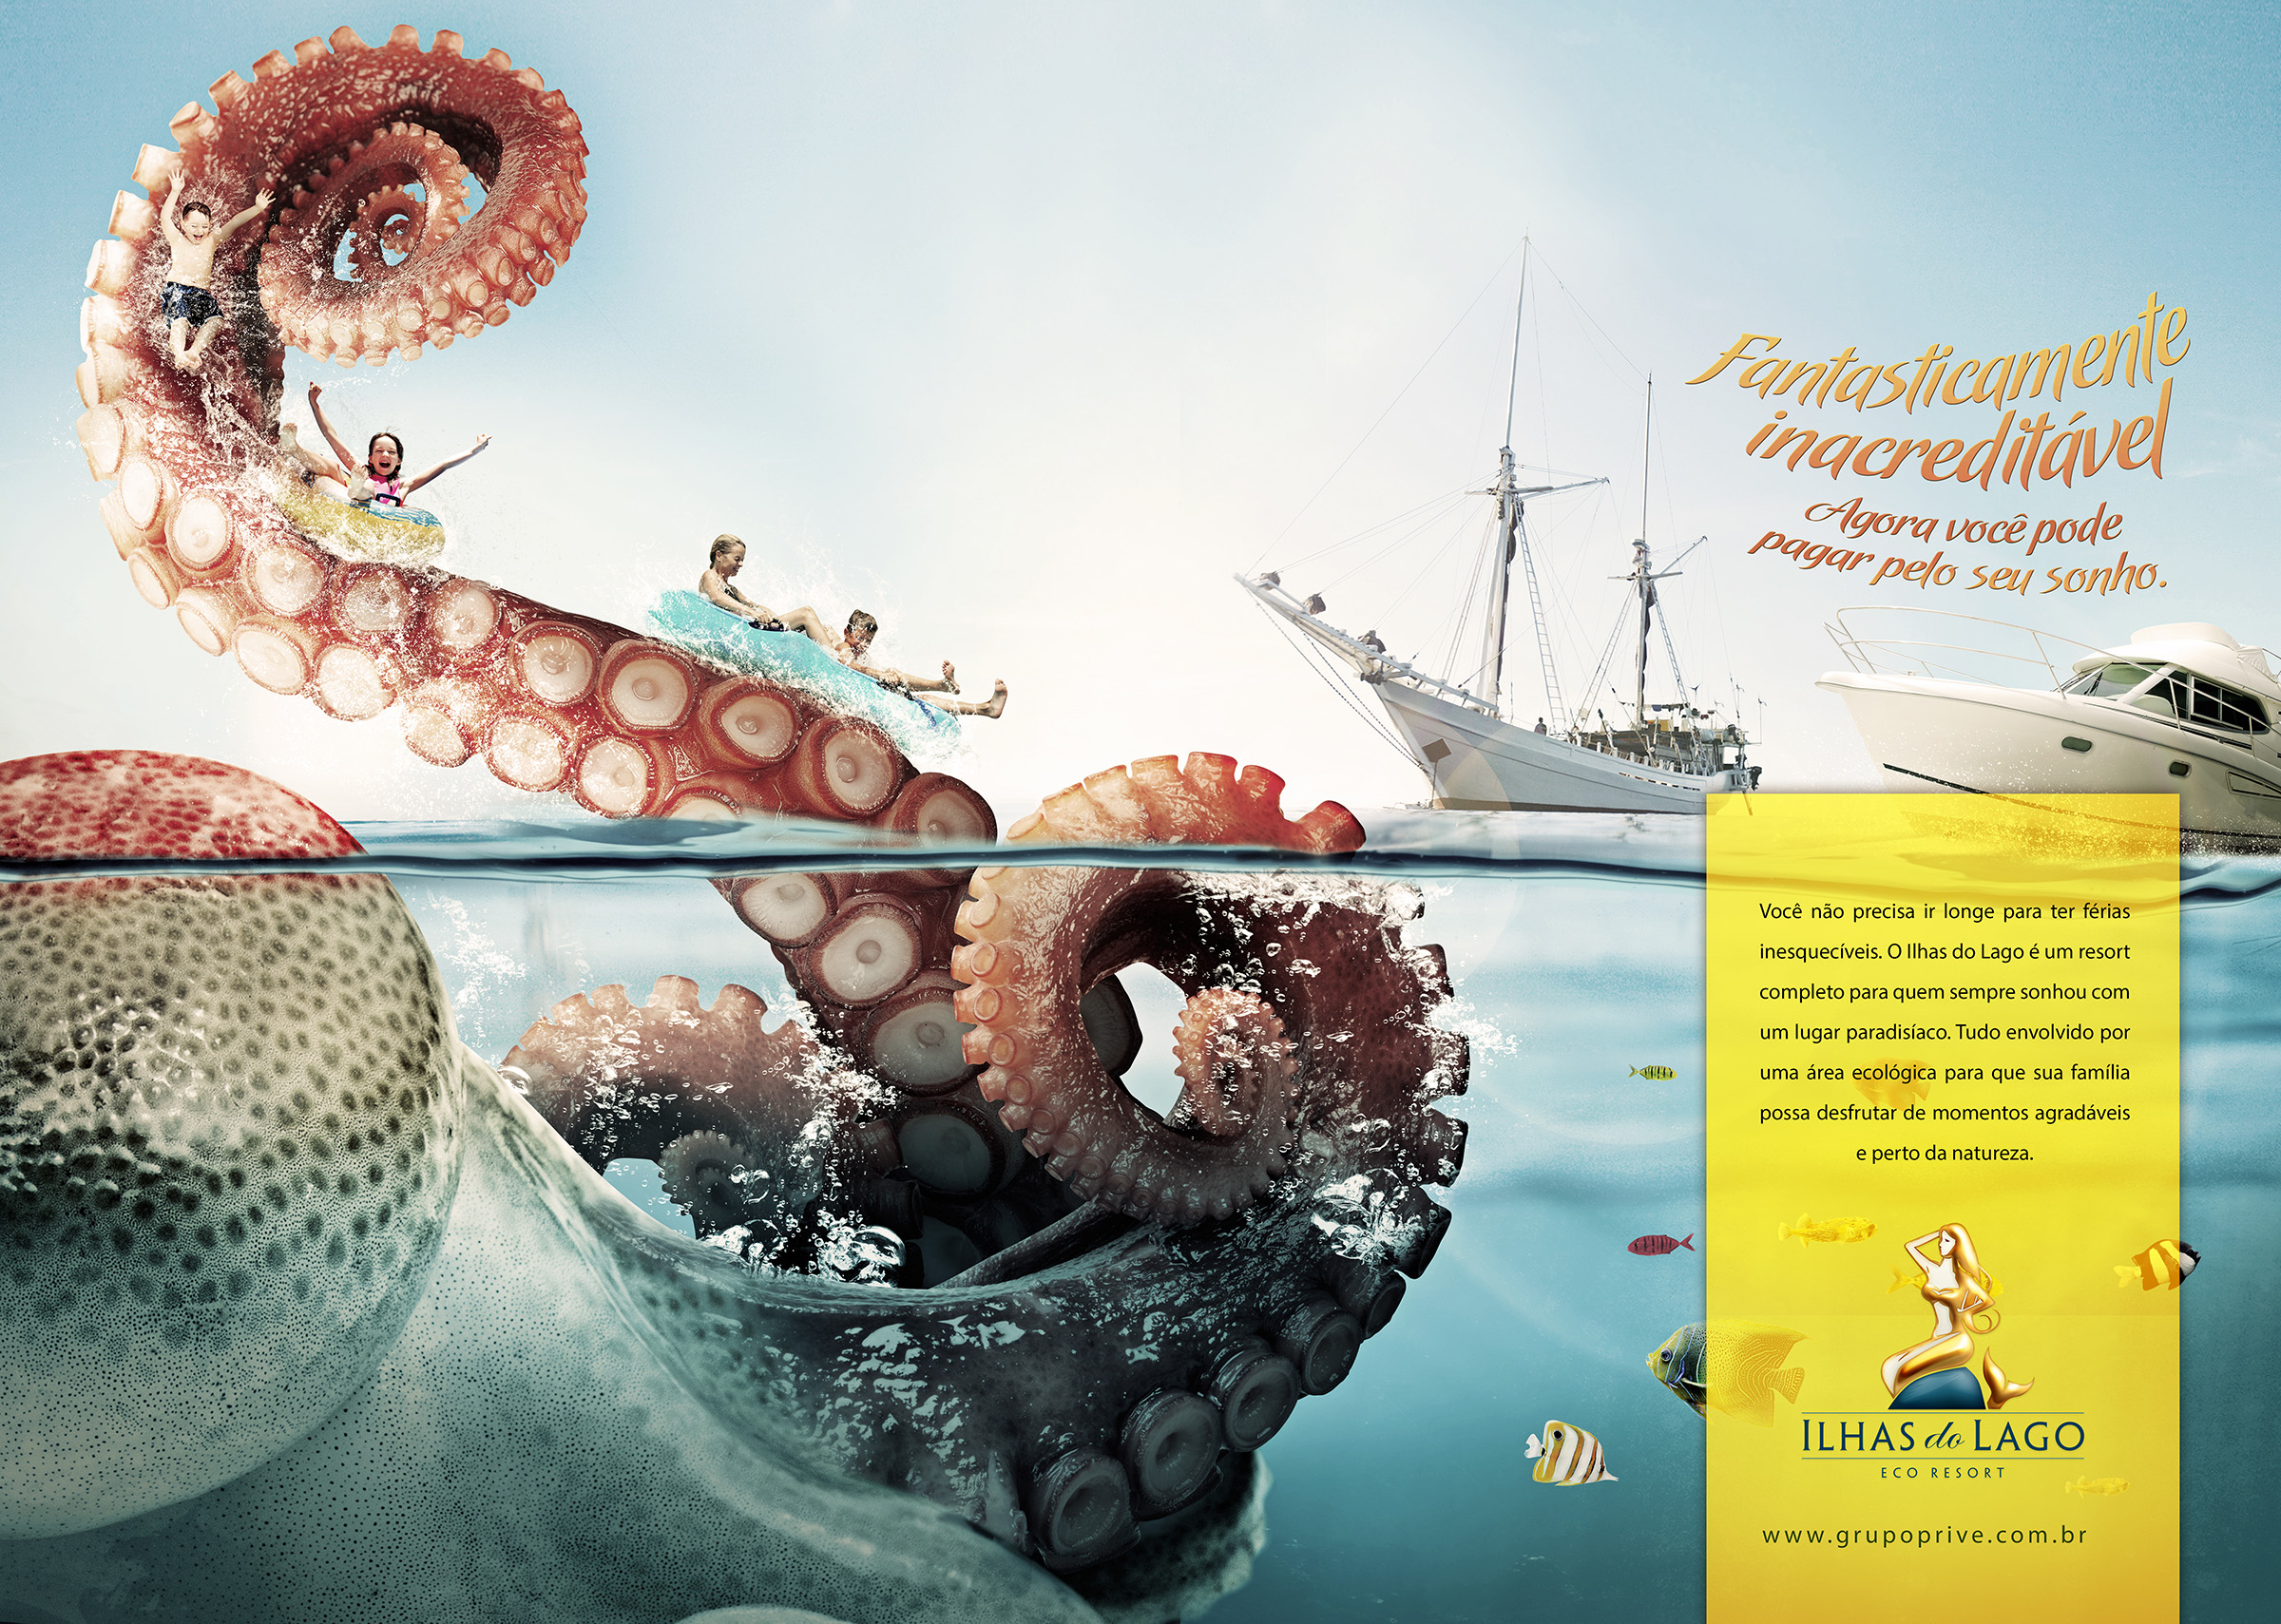 Fantasticamente
inacreditável
Agora você pode
pagar pelo seu sonho.
Você não precisa ir longe para ter férias
inesquecíveis. O Ilhas do Lago é um resort
completo para quem sempre sonhou com
um lugar paradisíaco. Tudo envolvido por
uma área ecológica para que sua família
possa desfrutar de momentos agradáveis
e perto da natureza.
ILHAS do LAGO
ECO RESORT
www.grupoprive.com.br